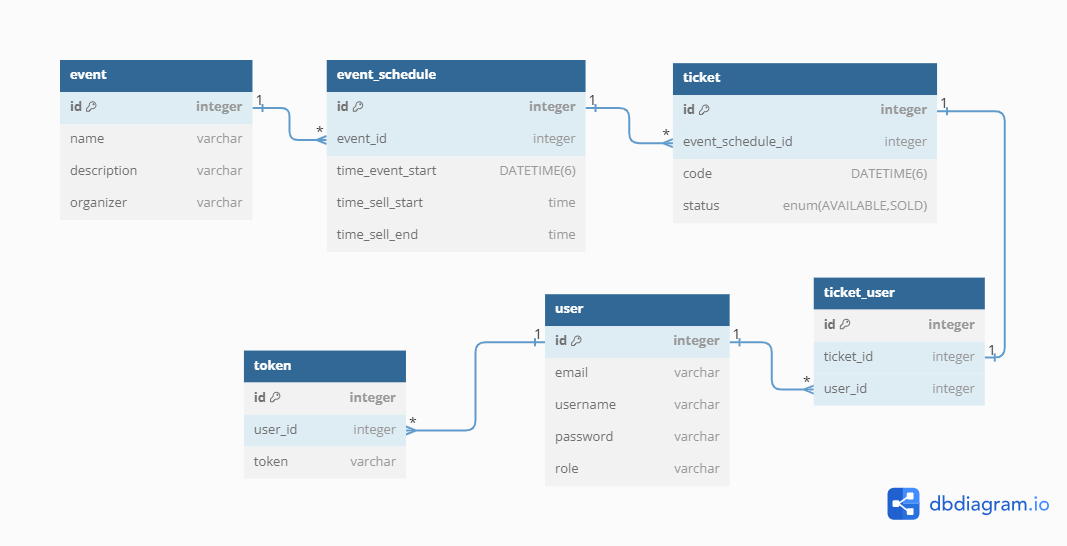 event
id integer
name varchar
description varchar
organizer varchar
1
*
event_schedule
id integer
event_id integer
time_event_start DATETIME(6)
time_sell_start time
time_sell_end time
1
*
ticket
id integer
event_schedule_id integer
code DATETIME(6)
status enum(AVAILABLE,SOLD)
1
1
ticket_user
id integer
ticket_id integer
user_id integer
user
id integer
email varchar
username varchar
password varchar
role varchar
1
*
1
*
token
id integer
user_id integer
token varchar
dbdiagram.io